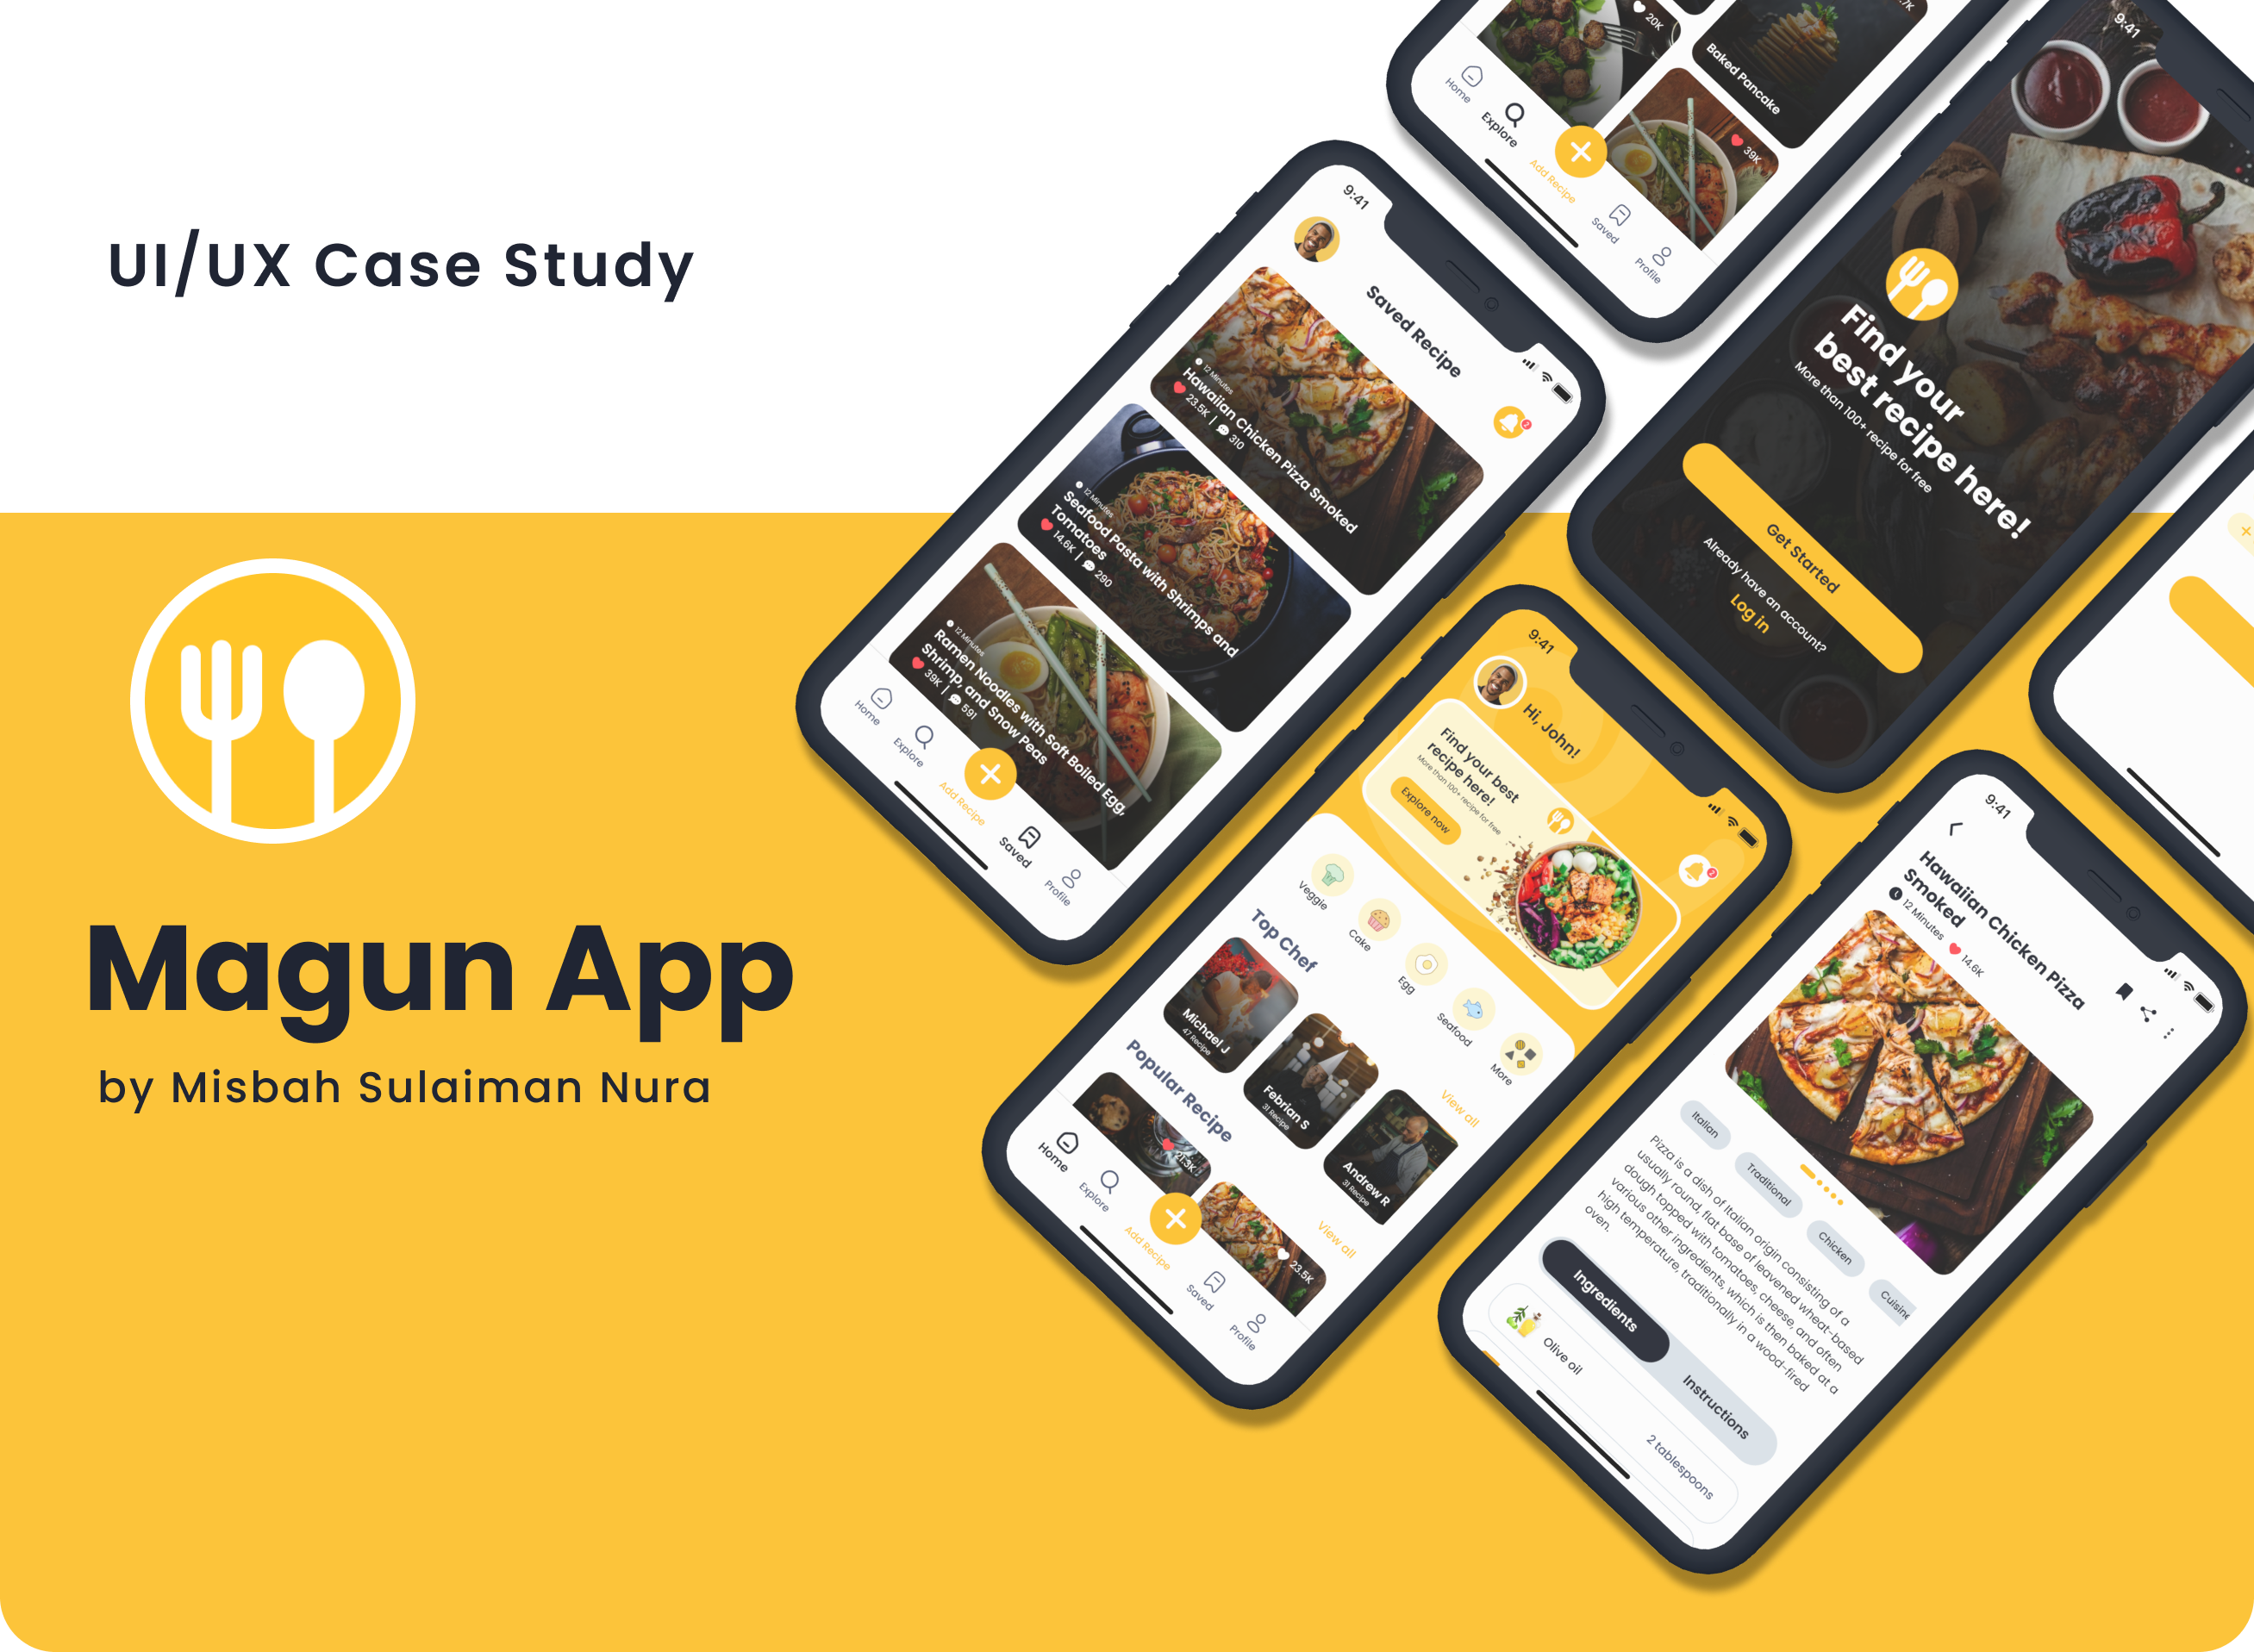 UI/UX Case Study
Magun App
by Misbah Sulaiman Nura
20K
Baked Pancake
39K
Home
Explore
Add Recipe
Saved
Profile
9:41
Saved Recipe
12 Minutes
Hawaiian Chicken Pizza Smoked
23.5K | 310
12 Minutes
Seafood Pasta with Shrimps and
Tomatoes
14.6K | 290
12 Minutes
Ramen Noodles with Soft Boiled Egg,
Shrimp, and Snow Peas
39K | 591
Home
Explore
Add Recipe
Saved
Profile
9:41
Find your
best recipe here!
More than 100+ recipe for free
Get Started
Already have an account?
Log in
9:41
Hi, John!
2
Find your best
recipe here!
More than 100+ recipe for free
Explore now
Veggie
Cake
Egg
Seafood
More
Top Chef
View all
Michael J
47 Recipe
Febrian S
31 Recipe
Andrew R
31 Recipe
Popular Recipe
View all
21.3K
23.5K
Home
Explore
Add Recipe
Saved
Profile
9:41
Hawaiian Chicken Pizza
Smoked
12 Minutes 14.6K
Italian
Traditional
Chicken
Cuisine
Pizza is a dish of Italian origin consisting of a
usually round, flat base of leavened wheat-based
dough topped with tomatoes, cheese, and often
various other ingredients, which is then baked at a
high temperature, traditionally in a wood-fired
oven.
Ingredients
Instructions
Olive oil
2 tablespoons